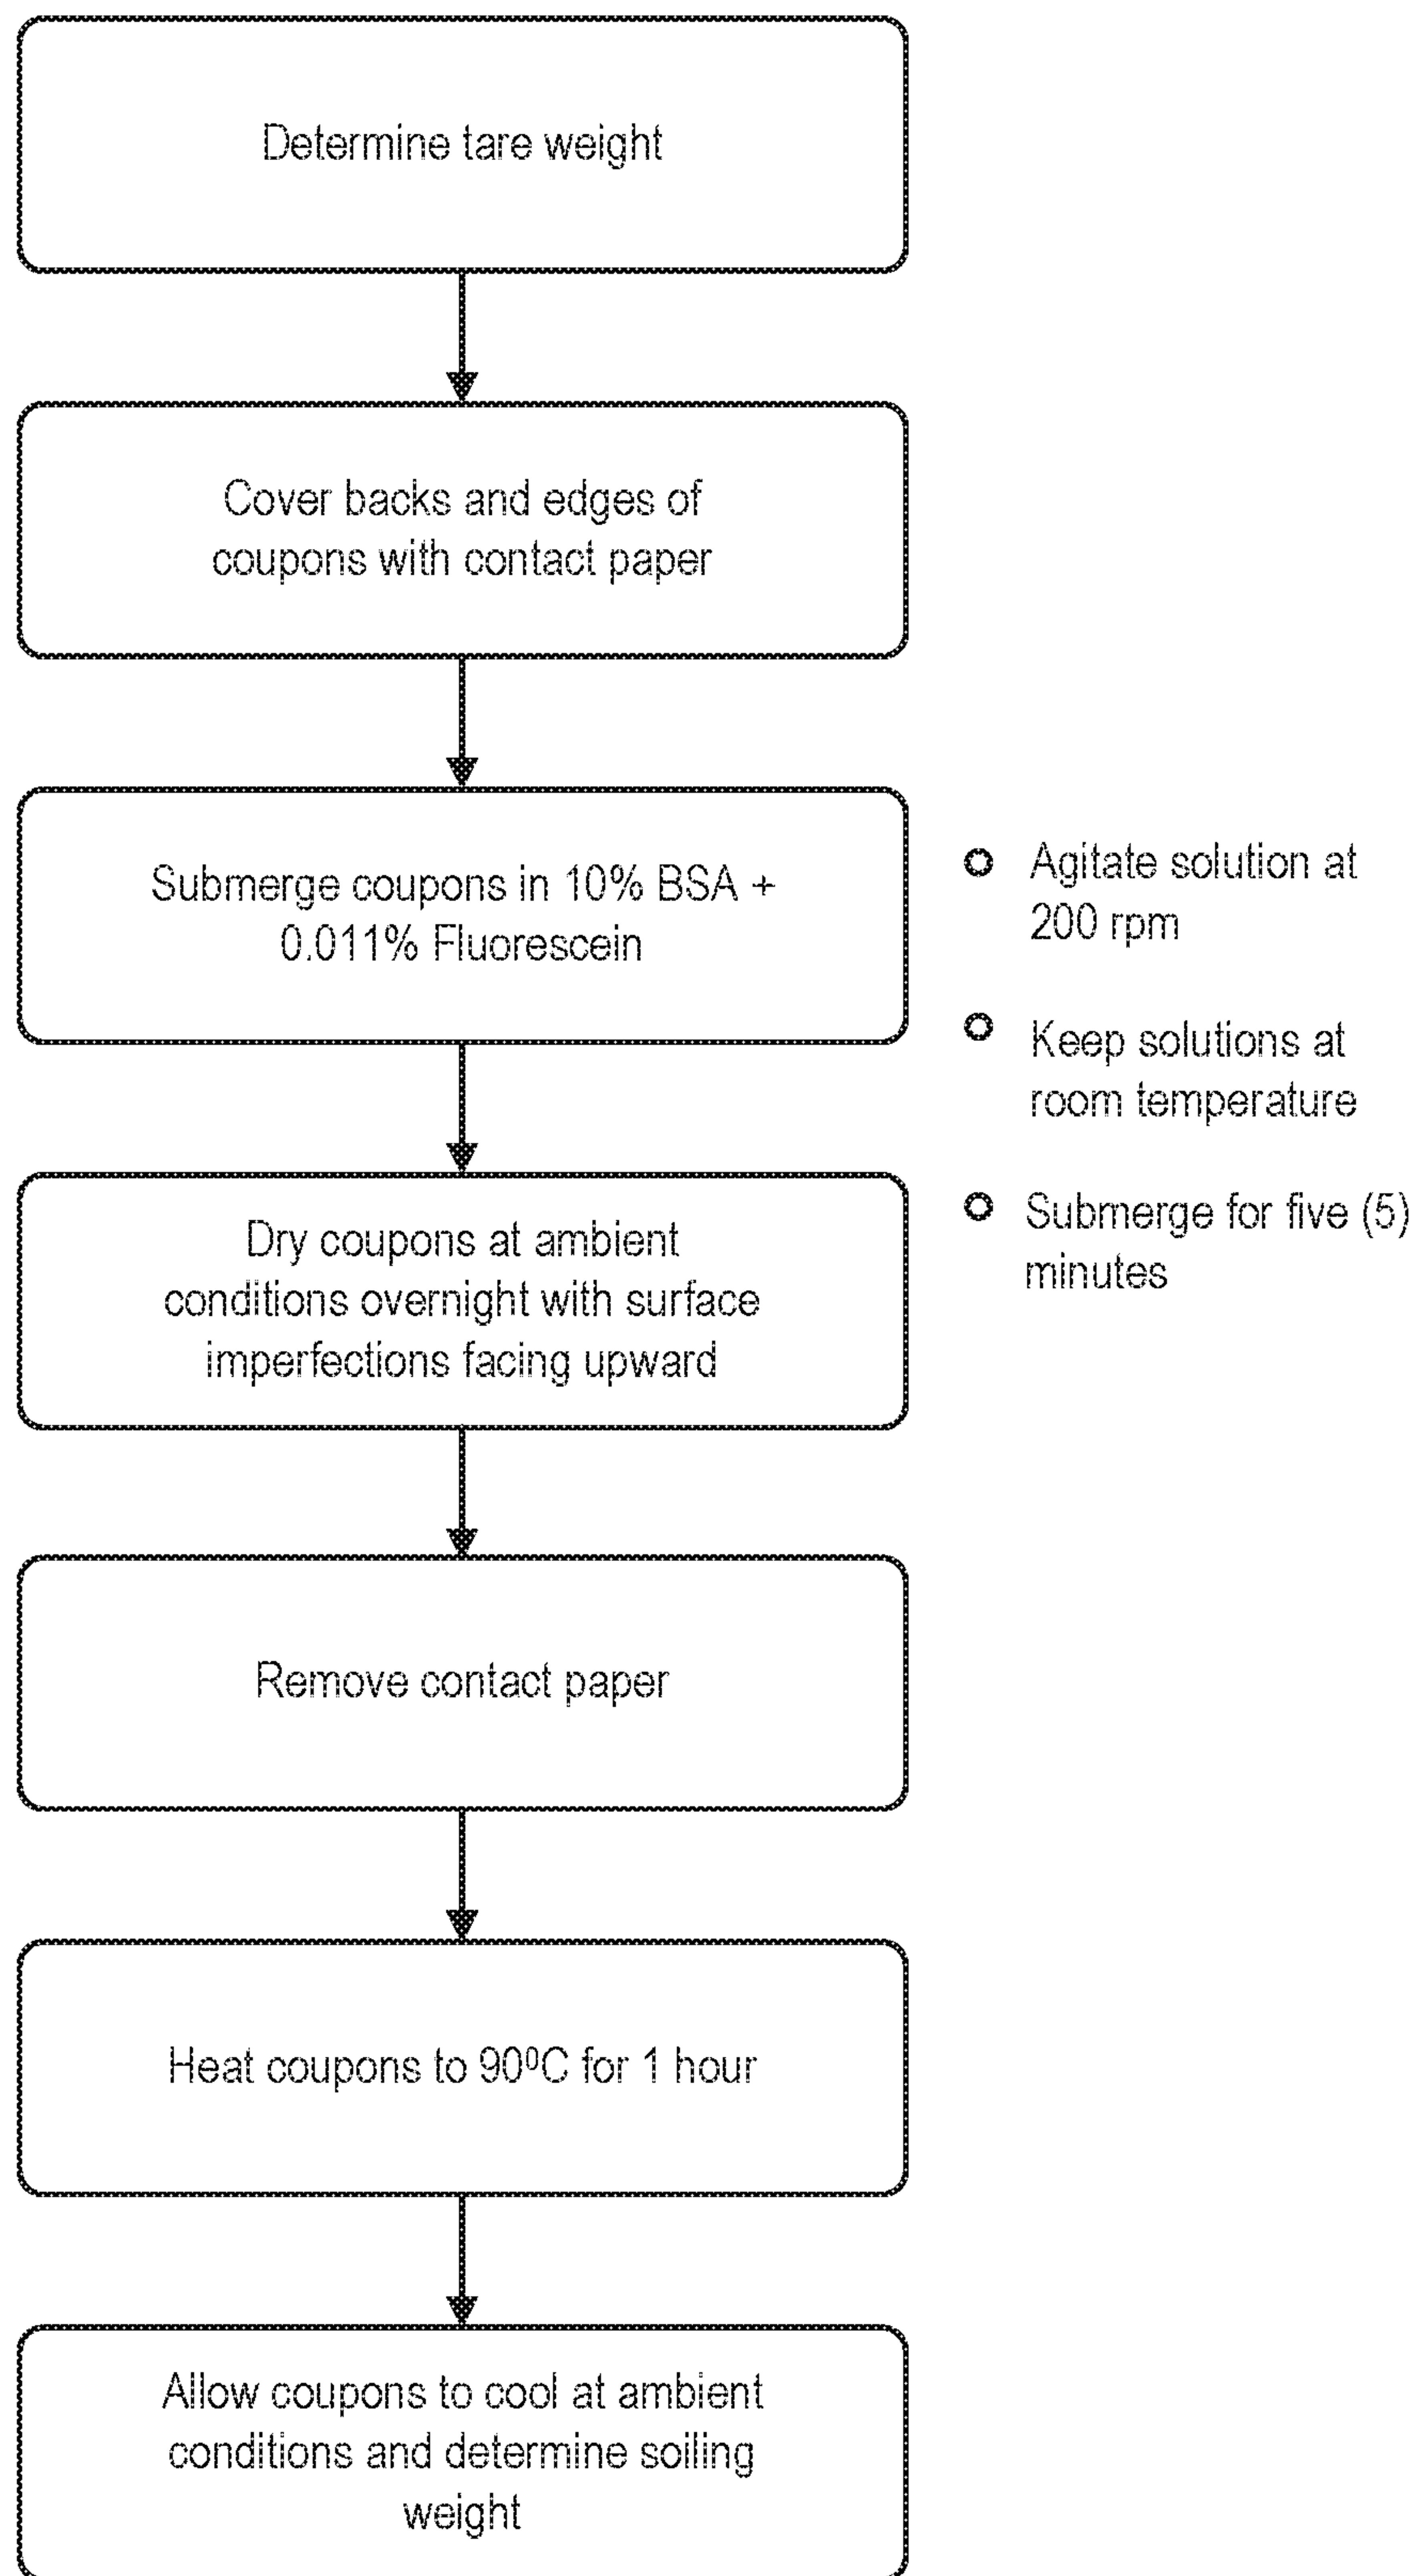 Determine tare weight
Cover backs and edges of
coupons with contact paper
Submerge coupons in 10% BSA +
0.011% Fluorescein
Agitate solution at
200 rpm
Keep solutions at
room temperature
Submerge for five (5)
minutes
Dry coupons at ambient
conditions overnight with surface
imperfections facing upward
Remove contact paper
Heat coupons to 90⁰C for 1 hour
Allow coupons to cool at ambient
conditions and determine soiling
weight